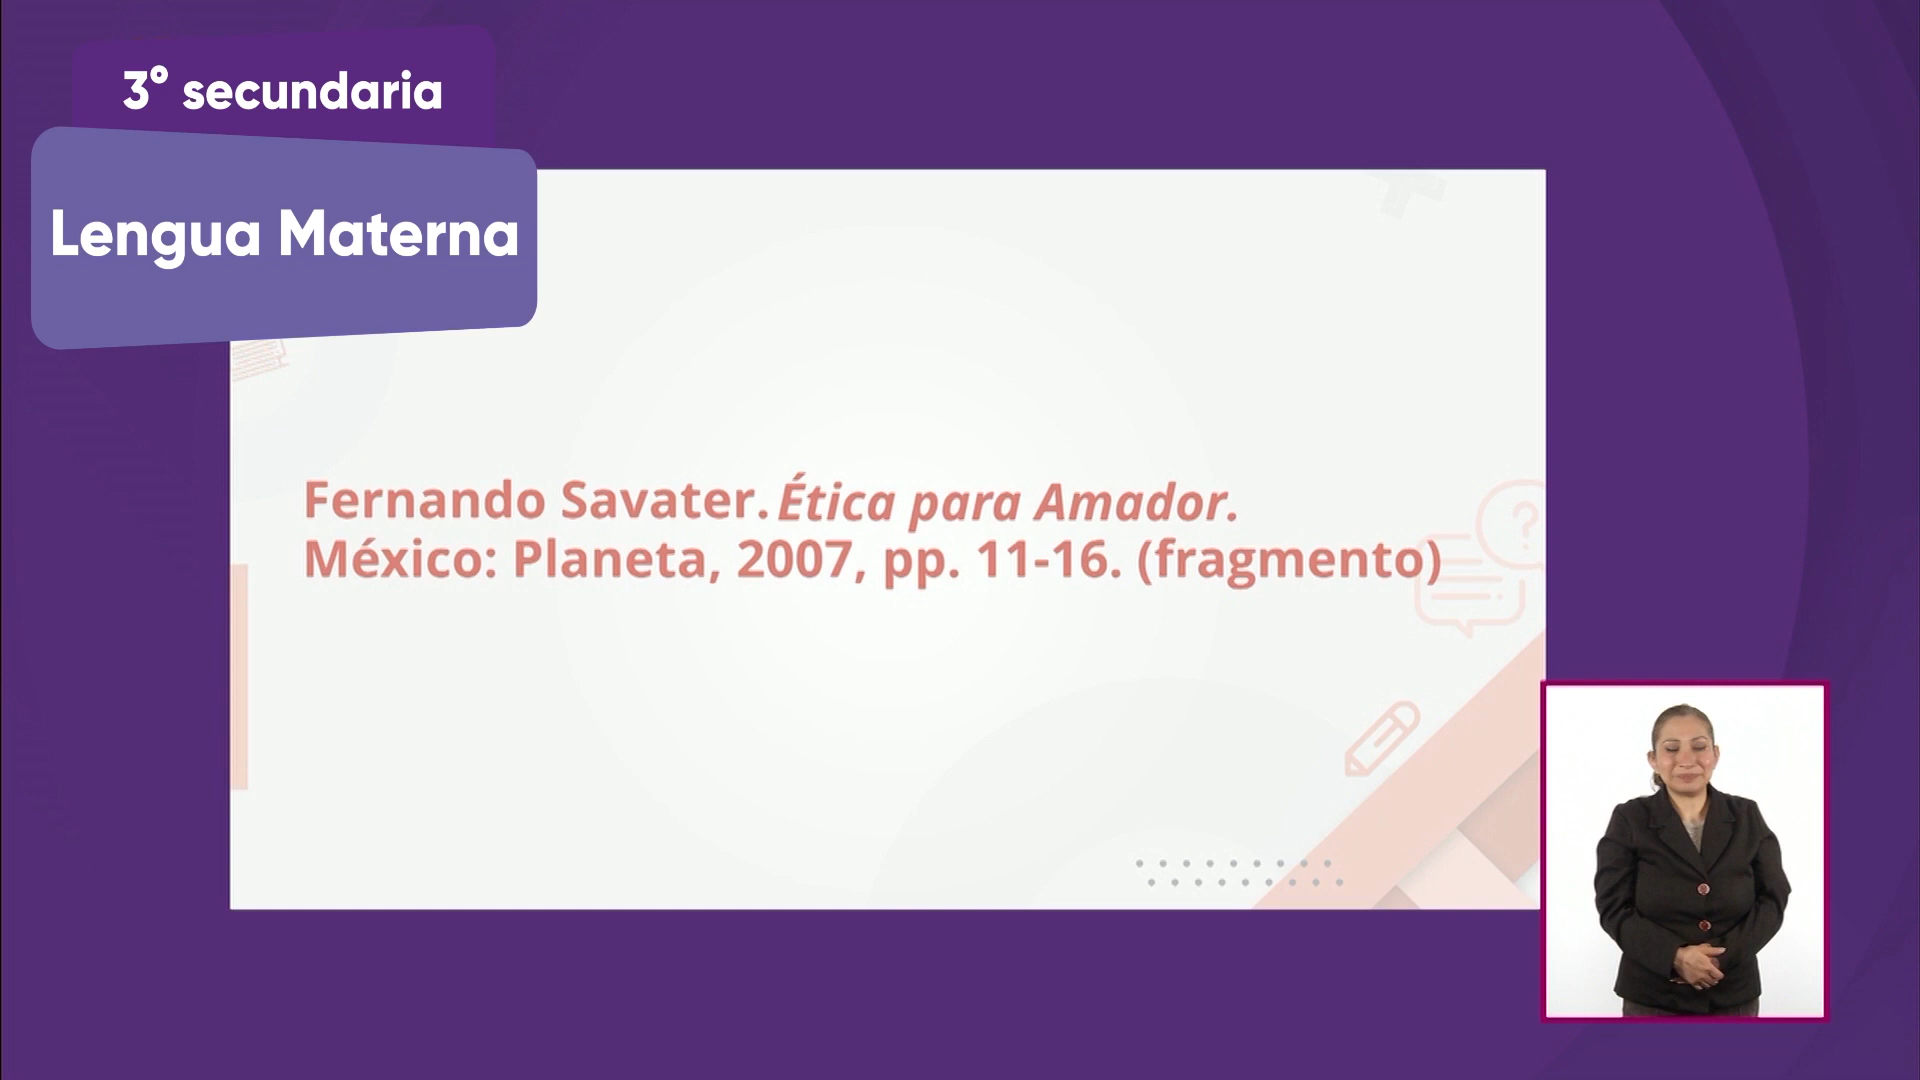 3° secundaria
Lengua Materna
Fernando Savater. Ética para Amador.
México: Planeta, 2007, pp. 11-16. (fragmento)